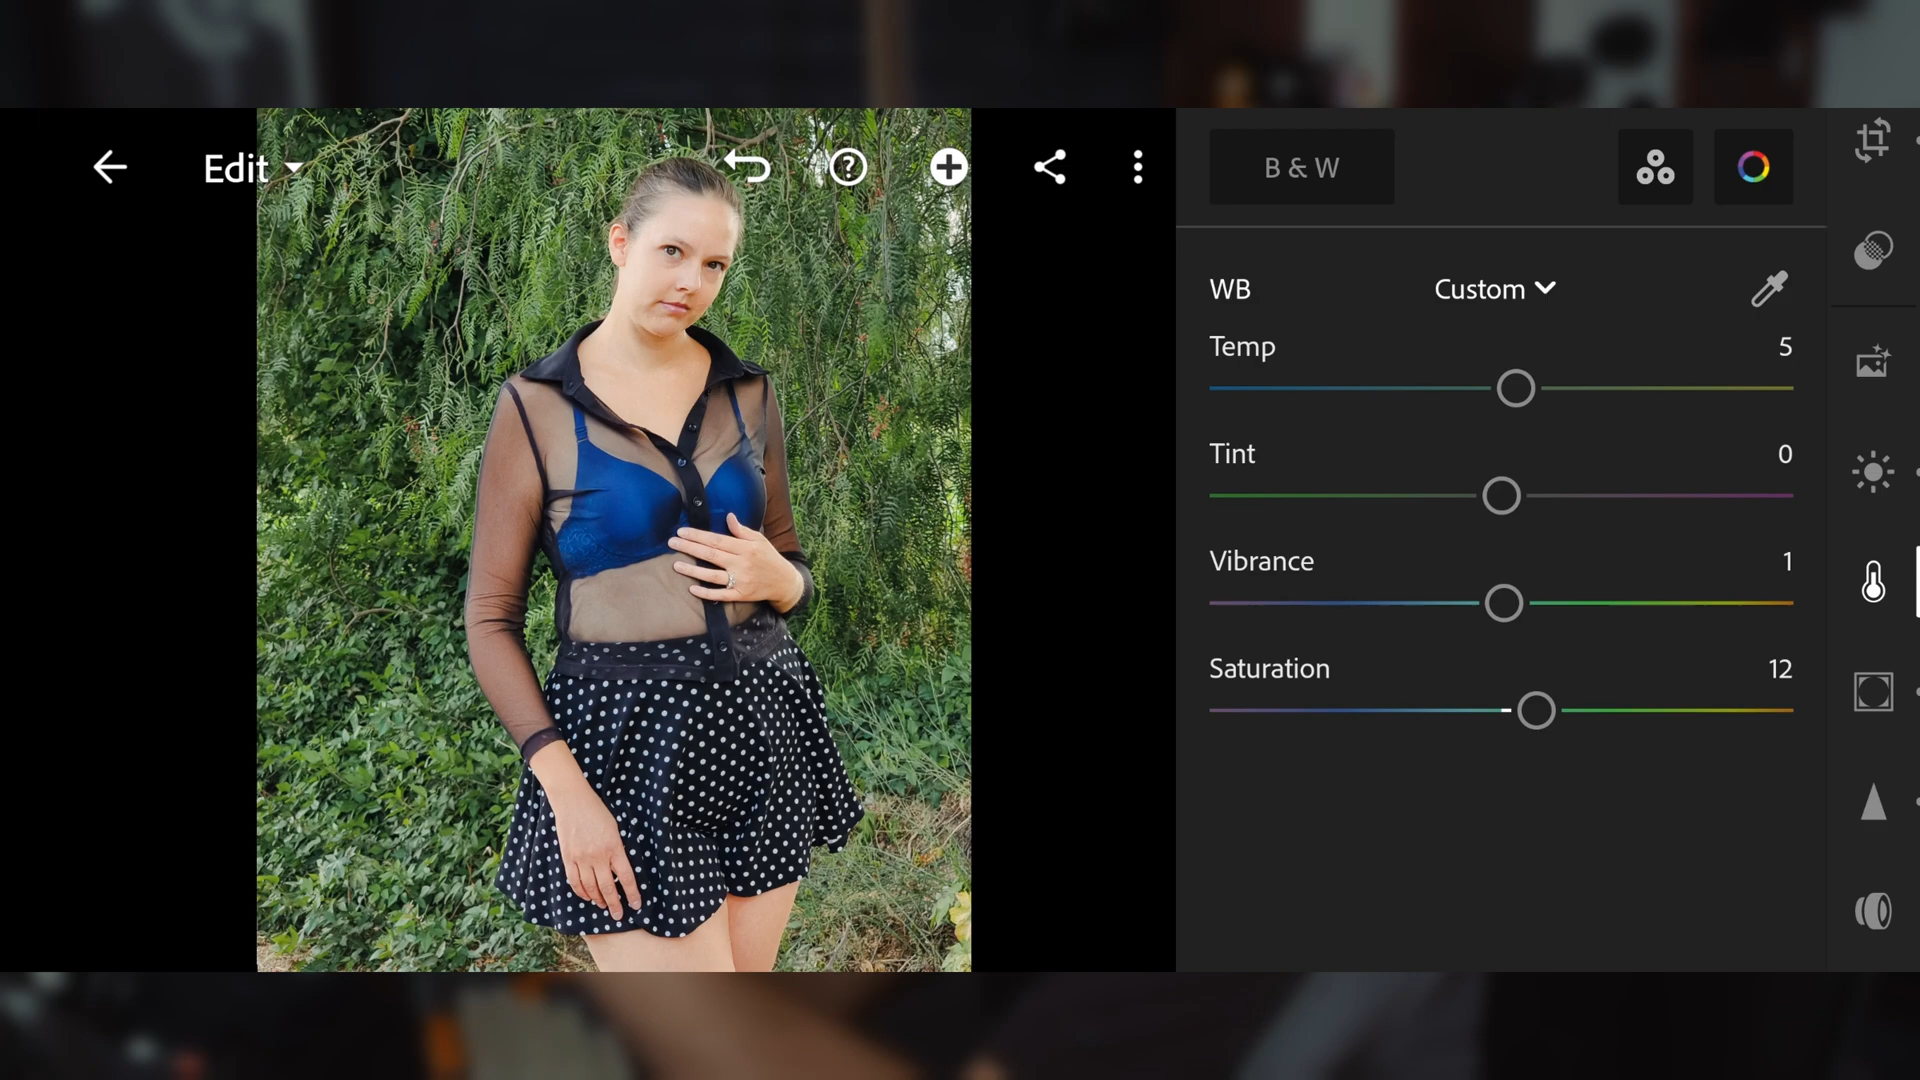 Edit
B & W
WB Custom
Temp 5
Tint 0
Vibrance 1
Saturation 12